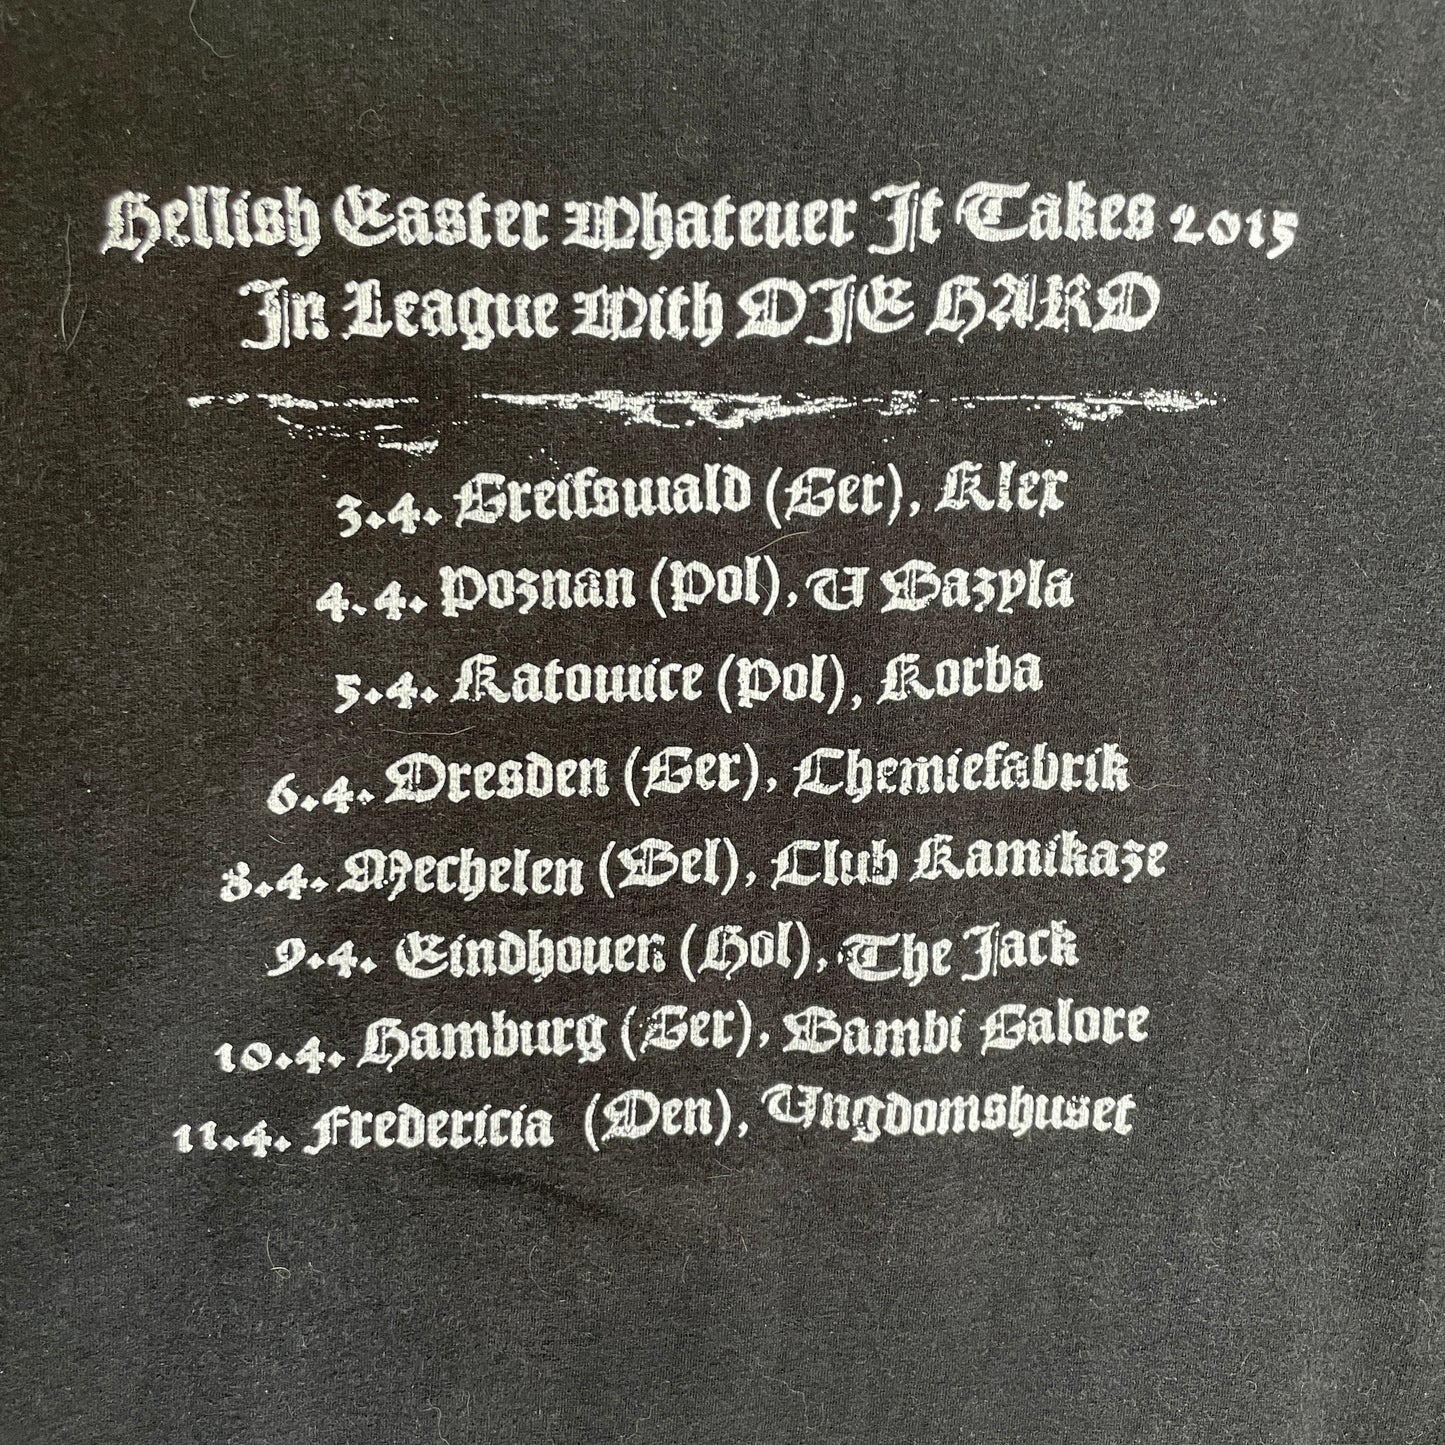 Hellish Easter Whatever It Takes 2015
In League With DIE HARD
3.4. Greifswald (Ger), Klex
4.4. Poznan (Pol), U Bazyla
5.4. Katowice (Pol), Korba
6.4. Dresden (Ger), Chemiefabrik
8.4. Mechelen (Bel), Club Kamikaze
9.4. Eindhoven (Hol), The Jack
10.4. Hamburg (Ger), Bambi Galore
11.4. Fredericia (Den), Ungdomshuset